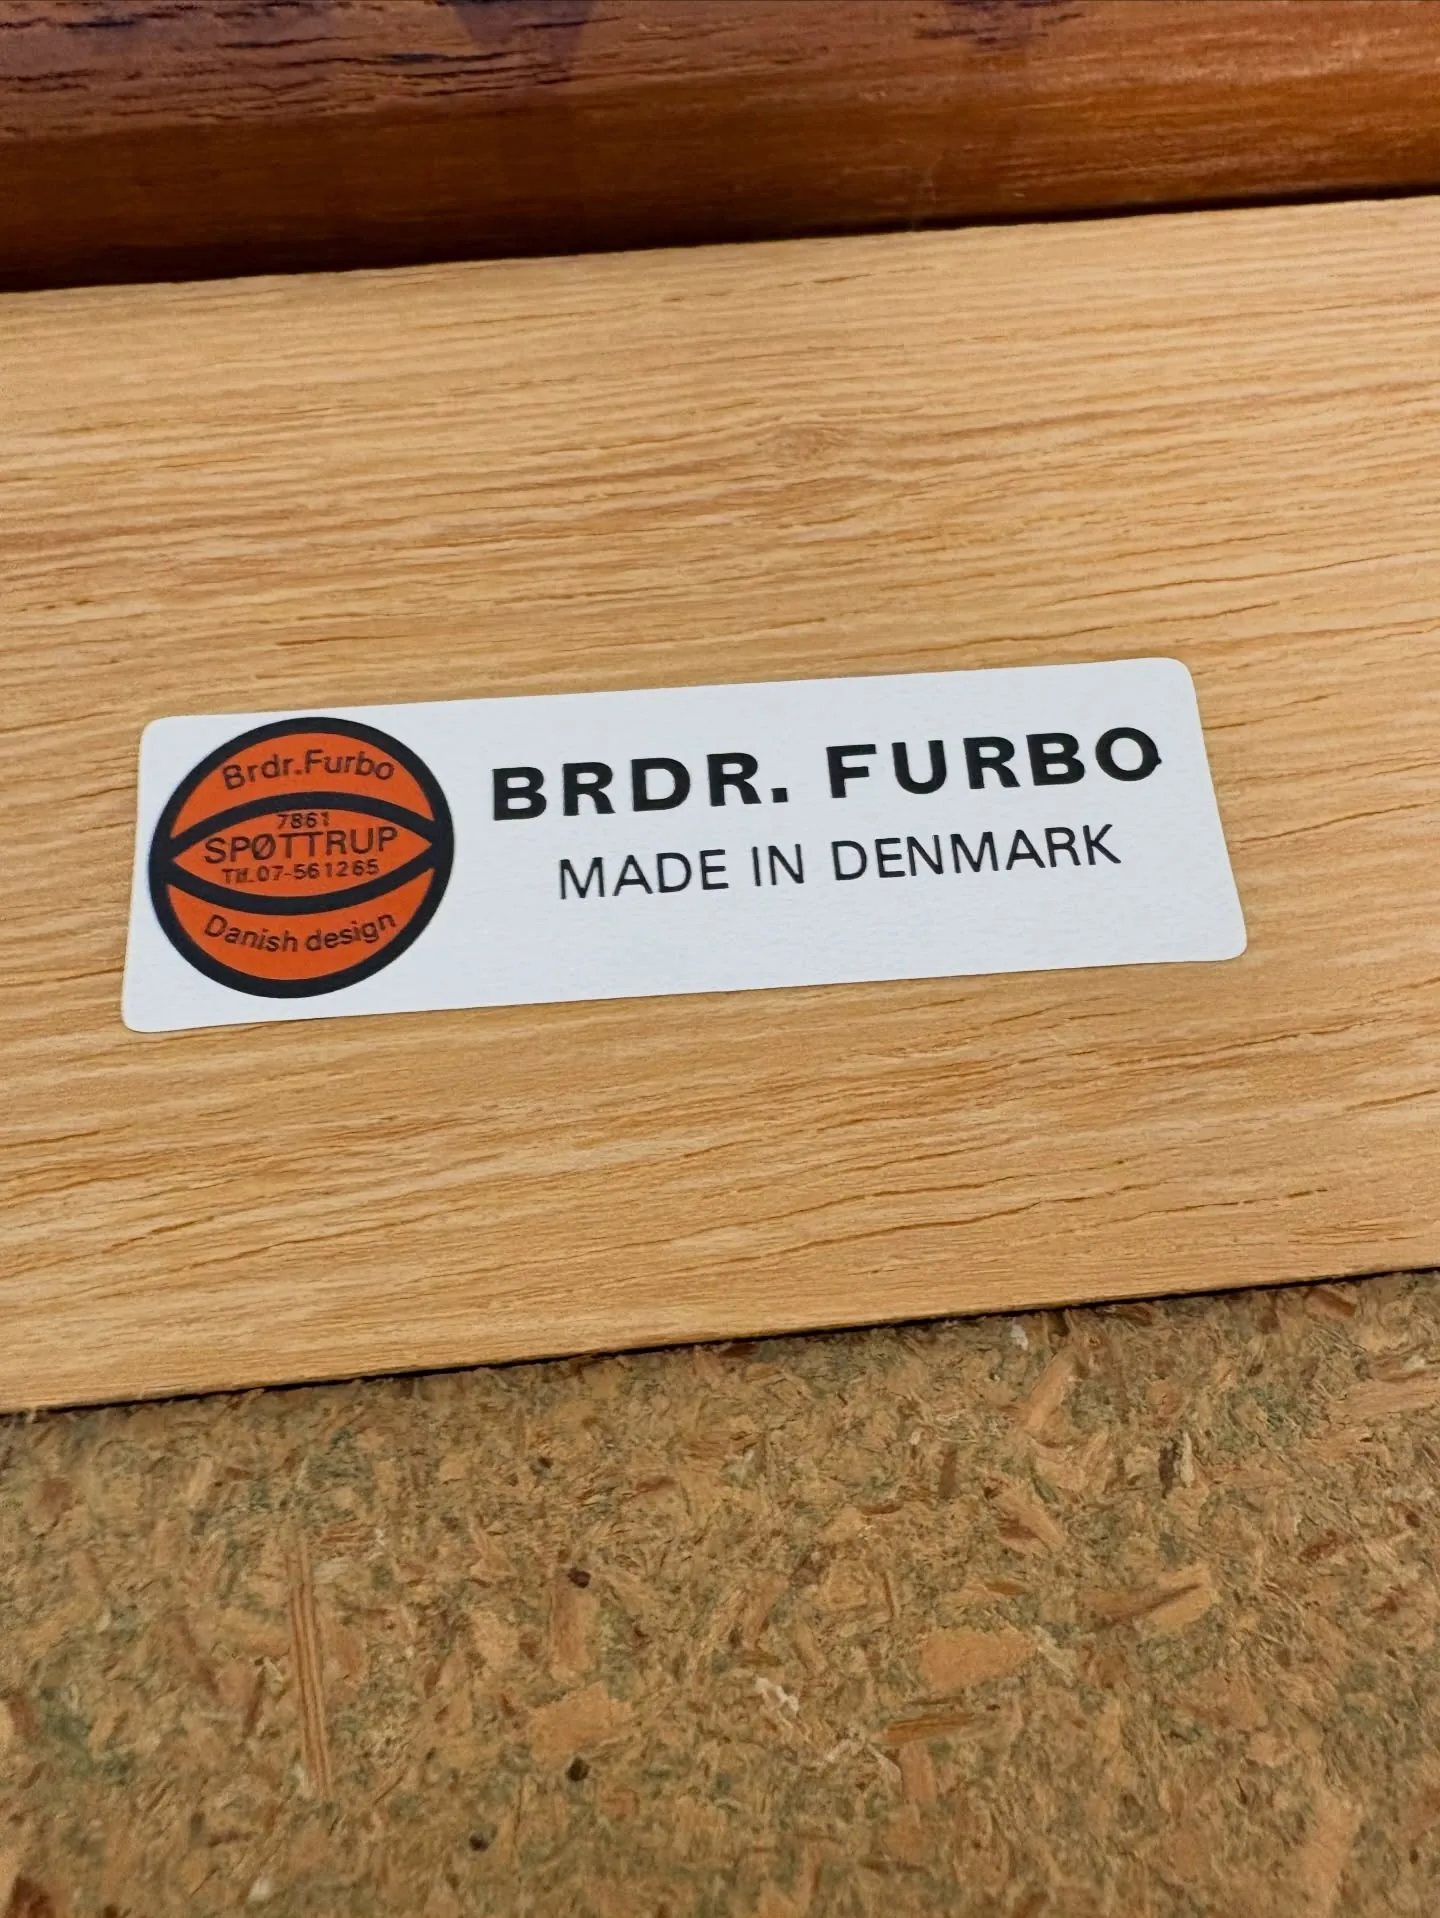 Brdr.Furbo
7861
SPØTTRUP
Tlf.07-561265
Danish design
BRDR. FURBO
MADE IN DENMARK